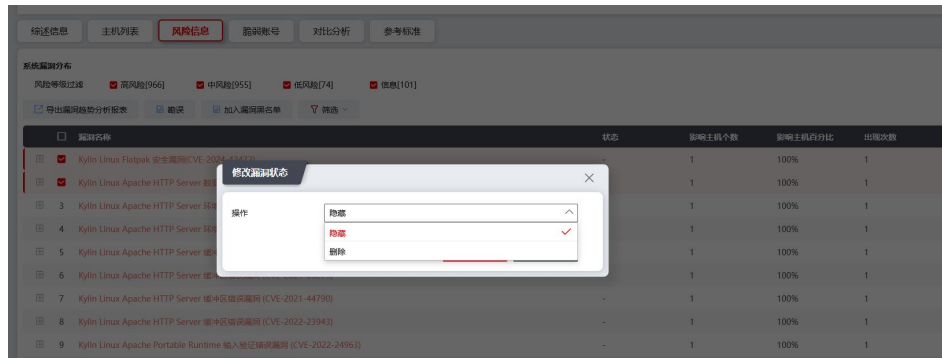 综述信息 主机列表 风险信息 脆弱账号 对比分析 参考标准
系统漏洞分布
风险等级过滤 高风险[966] 中风险[955] 低风险[74] 信息[101]
导出漏洞趋势分析报表 勘误 加入漏洞黑名单 筛选
漏洞名称 状态 影响主机个数 影响主机百分比 出现次数
Kylin Linux Flatpak 安全漏洞(CVE-2024-42472) - 1 100% 1
Kylin Linux Apache HTTP Server 1 100% 1
修改漏洞状态
3 Kylin Linux Apache HTTP Server 环 1 100% 1
操作 隐藏
4 Kylin Linux Apache HTTP Server 环 1 100% 1
隐藏
5 Kylin Linux Apache HTTP Server 缓冲 1 100% 1
删除
6 Kylin Linux Apache HTTP Server 缓冲 1 100% 1
7 Kylin Linux Apache HTTP Server 缓冲区错误漏洞 (CVE-2021-44790) - 1 100% 1
8 Kylin Linux Apache HTTP Server 缓冲区错误漏洞 (CVE-2022-23943) - 1 100% 1
9 Kylin Linux Apache Portable Runtime 输入验证错误漏洞 (CVE-2022-24963) - 1 100% 1